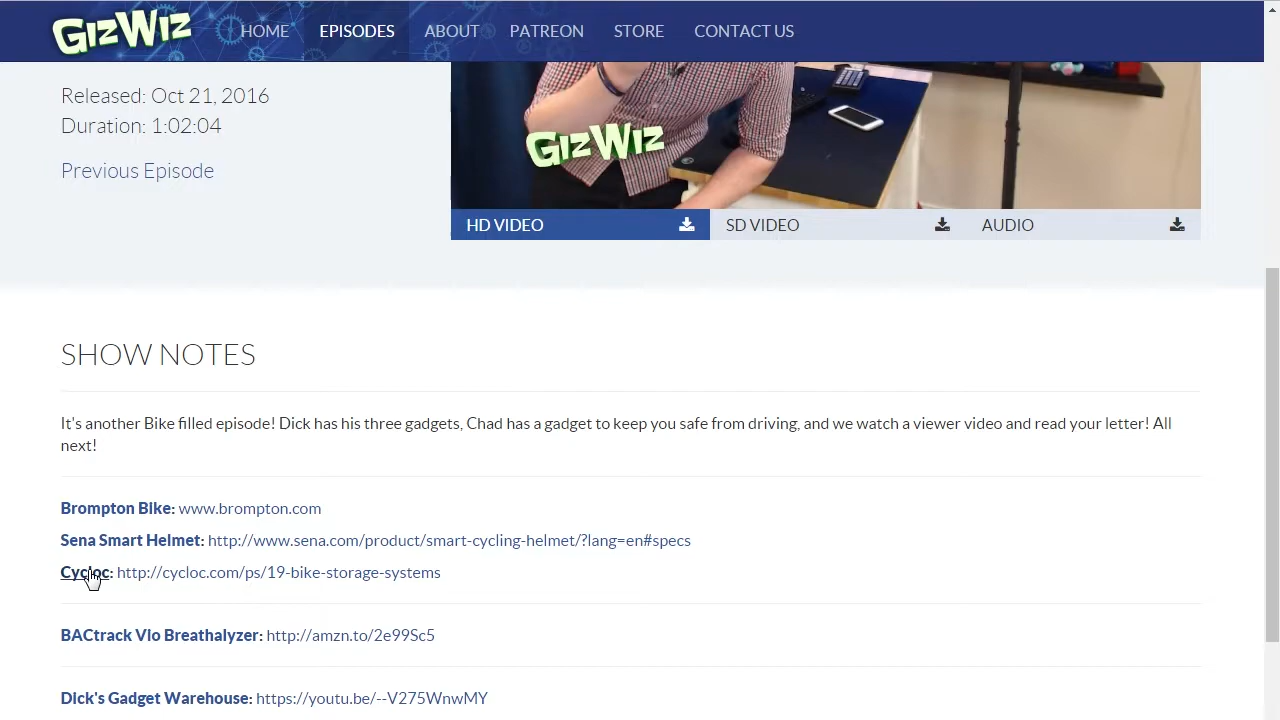 GIZWIZ
HOME EPISODES ABOUT PATREON STORE CONTACT US
Released: Oct 21, 2016
Duration: 1:02:04
Previous Episode
GIZWIZ
HD VIDEO SD VIDEO AUDIO
SHOW NOTES
It's another Bike filled episode! Dick has his three gadgets, Chad has a gadget to keep you safe from driving, and we watch a viewer video and read your letter! All
next!
Brompton Bike: www.brompton.com
Sena Smart Helmet: http://www.sena.com/product/smart-cycling-helmet/?lang=en#specs
Cycloc: http://cycloc.com/ps/19-bike-storage-systems
BACtrack Vio Breathalyzer: http://amzn.to/2e99Sc5
Dick's Gadget Warehouse: https://youtu.be/--V275WnwMY